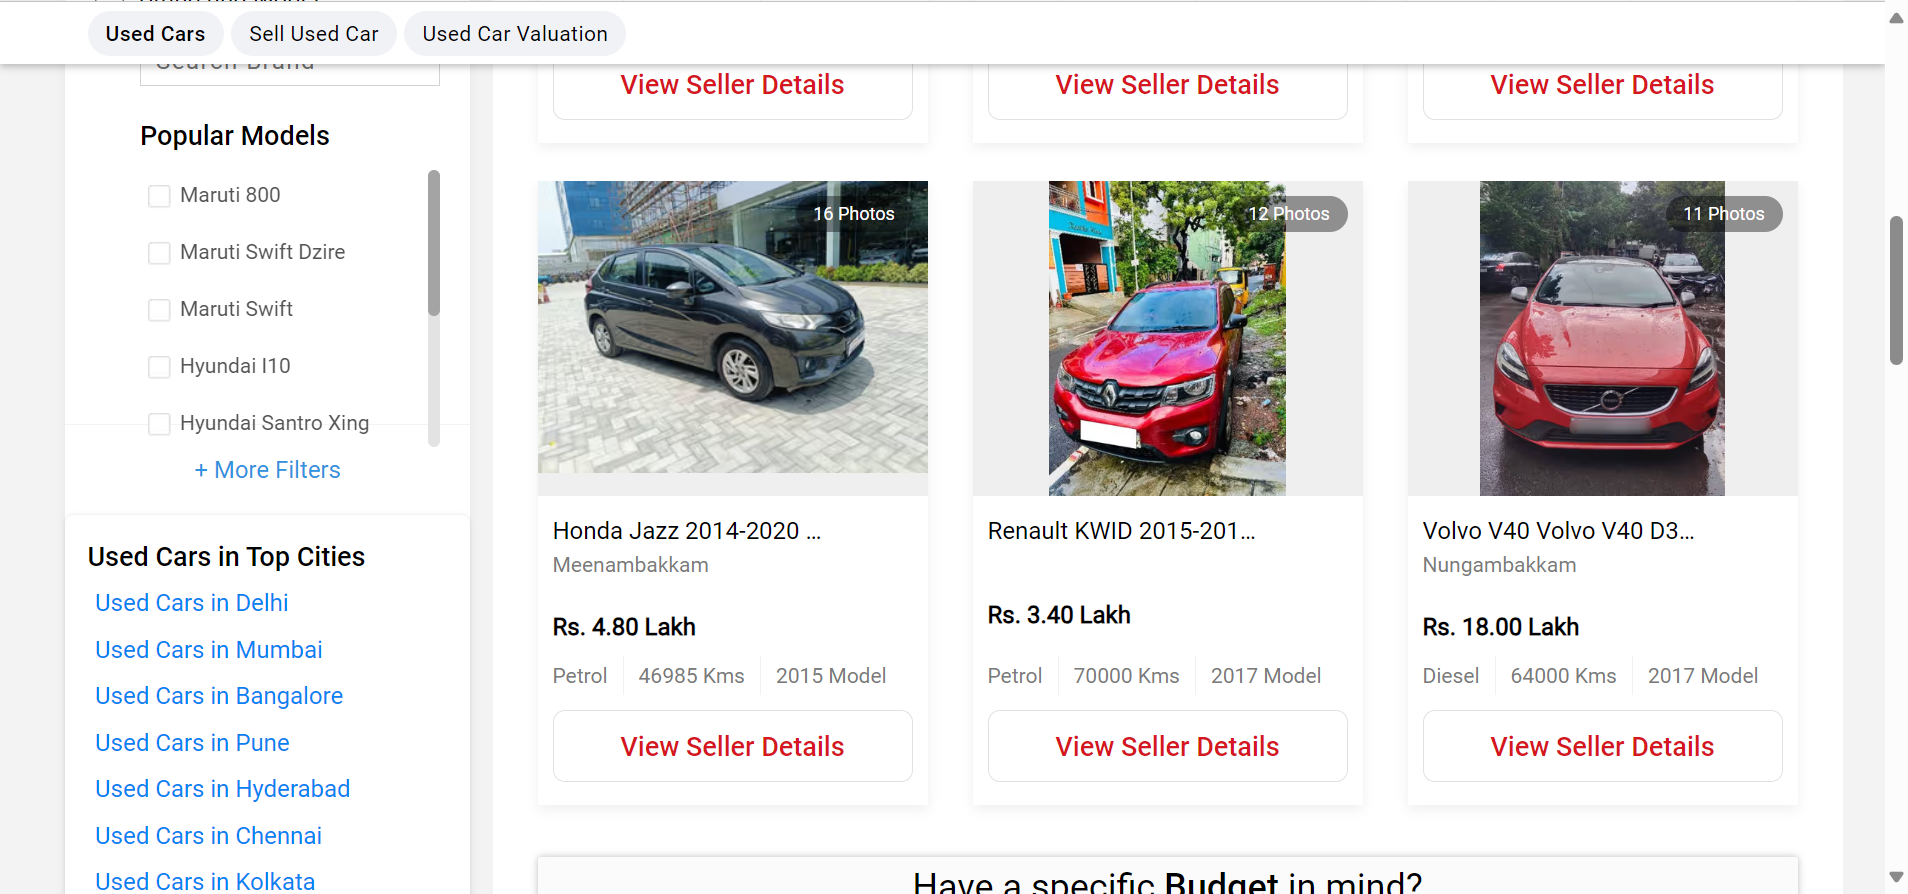 Used Cars
Sell Used Car
Used Car Valuation
Search Brand
Popular Models
Maruti 800
Maruti Swift Dzire
Maruti Swift
Hyundai I10
Hyundai Santro Xing
+ More Filters
Used Cars in Top Cities
Used Cars in Delhi
Used Cars in Mumbai
Used Cars in Bangalore
Used Cars in Pune
Used Cars in Hyderabad
Used Cars in Chennai
Used Cars in Kolkata
View Seller Details
View Seller Details
View Seller Details
16 Photos
Honda Jazz 2014-2020 ...
Meenambakkam
Rs. 4.80 Lakh
Petrol
46985 Kms
2015 Model
View Seller Details
12 Photos
Renault KWID 2015-201...
Rs. 3.40 Lakh
Petrol
70000 Kms
2017 Model
View Seller Details
11 Photos
Volvo V40 Volvo V40 D3...
Nungambakkam
Rs. 18.00 Lakh
Diesel
64000 Kms
2017 Model
View Seller Details
Have a specific Budget in mind?